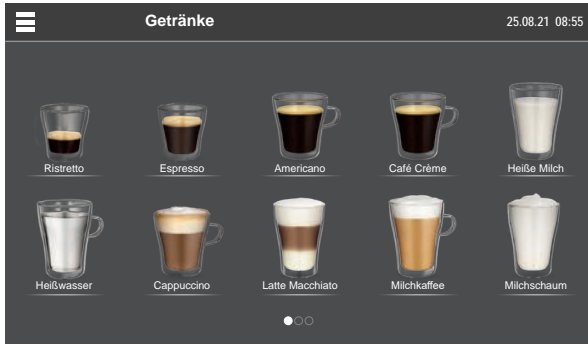 Getränke
25.08.21 08:55
Ristretto
Espresso
Americano
Café Crème
Heiße Milch
Heißwasser
Cappuccino
Latte Macchiato
Milchkaffee
Milchschaum